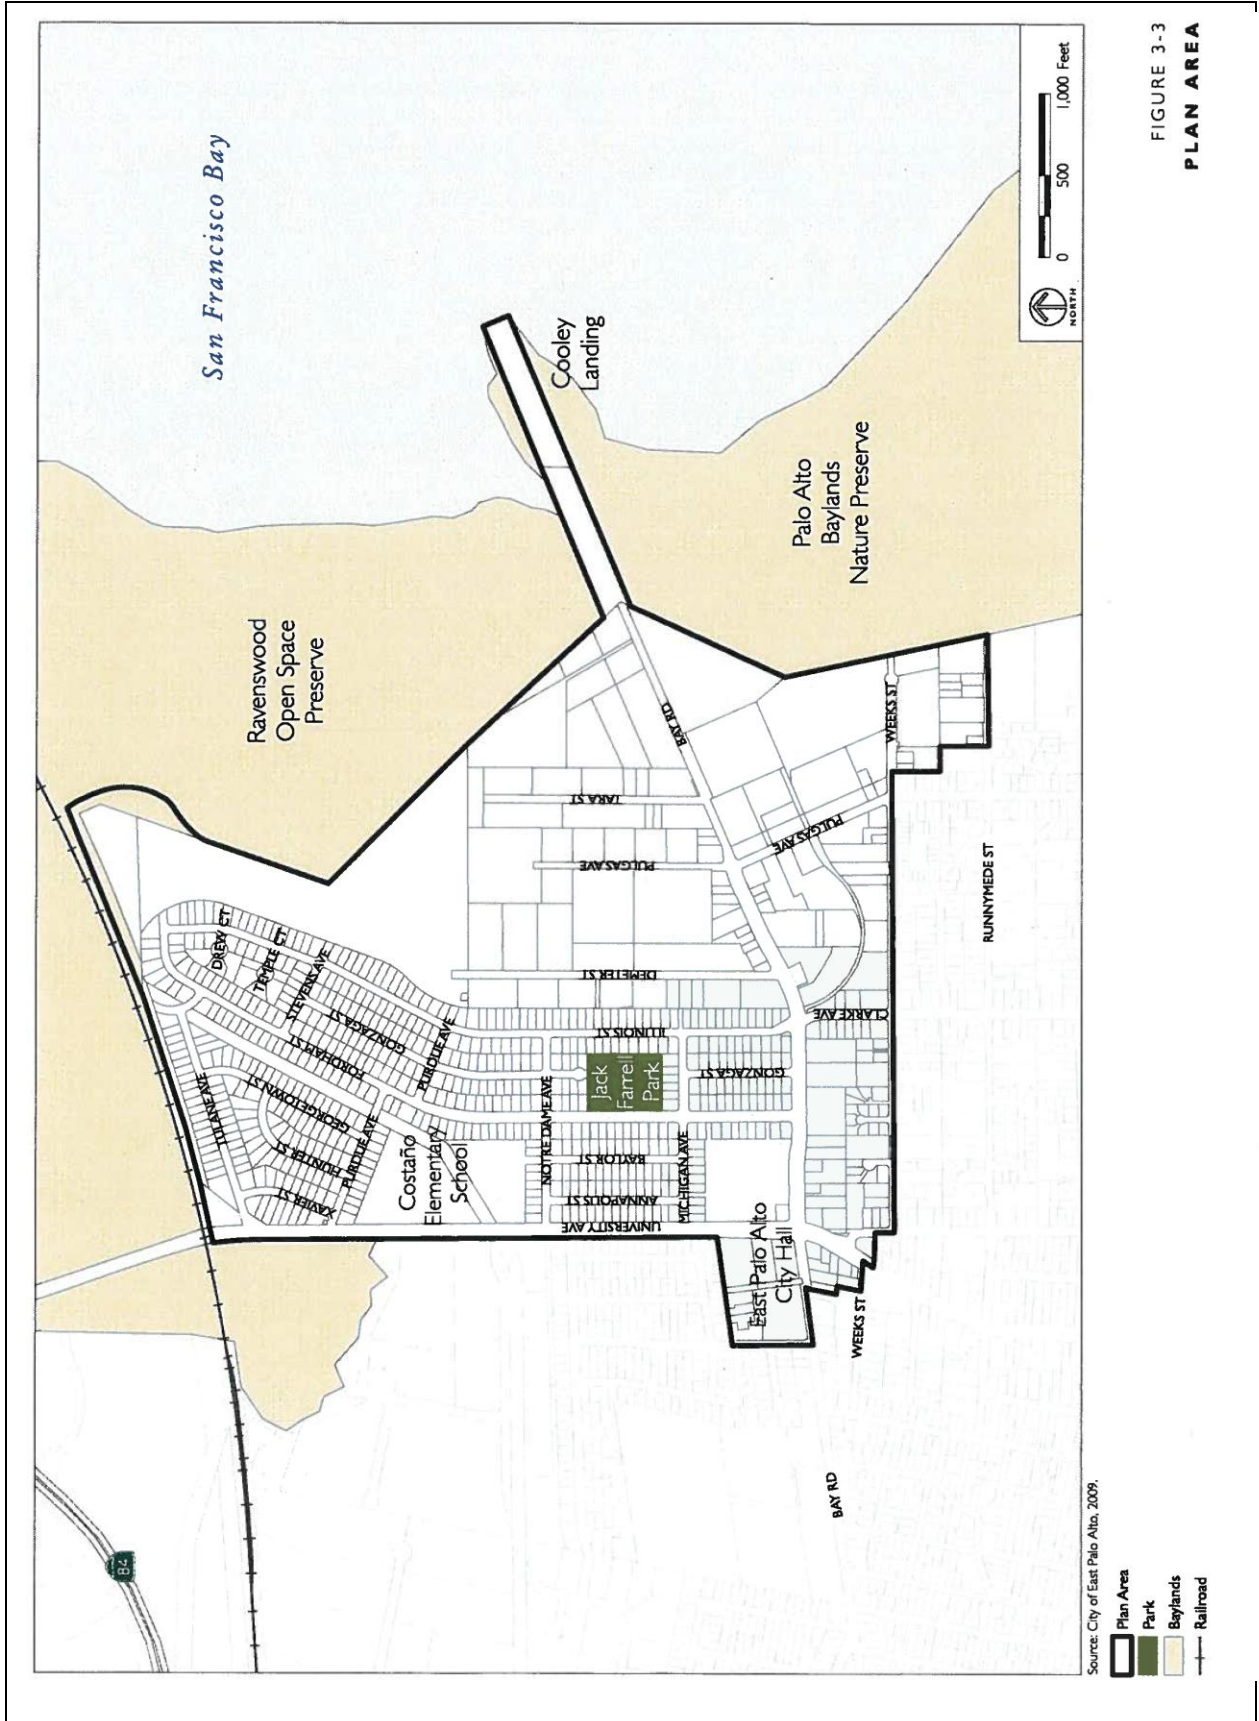 San Francisco Bay
Ravenswood
Open Space
Preserve
Cooley
Landing
Palo Alto
Baylands
Nature Preserve
84
DREW CT
TEMPLE CT
STEVENS AVE
GONZAGA ST
FORDHAM ST
PURDUE AVE
TULANE AVE
GEORGETOWN ST
HUNTER ST
PURDUE AVE
XAVIER ST
Costaño
Elementary
School
NOTRE DAME AVE
BAYLOR ST
ANNAPOLIS ST
MICHIGAN AVE
UNIVERSITY AVE
ILLINOIS ST
Jack
Farrell
Park
GONZAGA ST
DEMETER ST
PULGAS AVE
TARA ST
BAY RD
PULGAS AVE
WEEKS ST
CLARKE AVE
RUNNYMEDE ST
East Palo Alto
City Hall
WEEKS ST
BAY RD
NORTH
0 500 1,000 Feet
Source: City of East Palo Alto, 2009.
Plan Area
Park
Baylands
Railroad
FIGURE 3-3
PLAN AREA